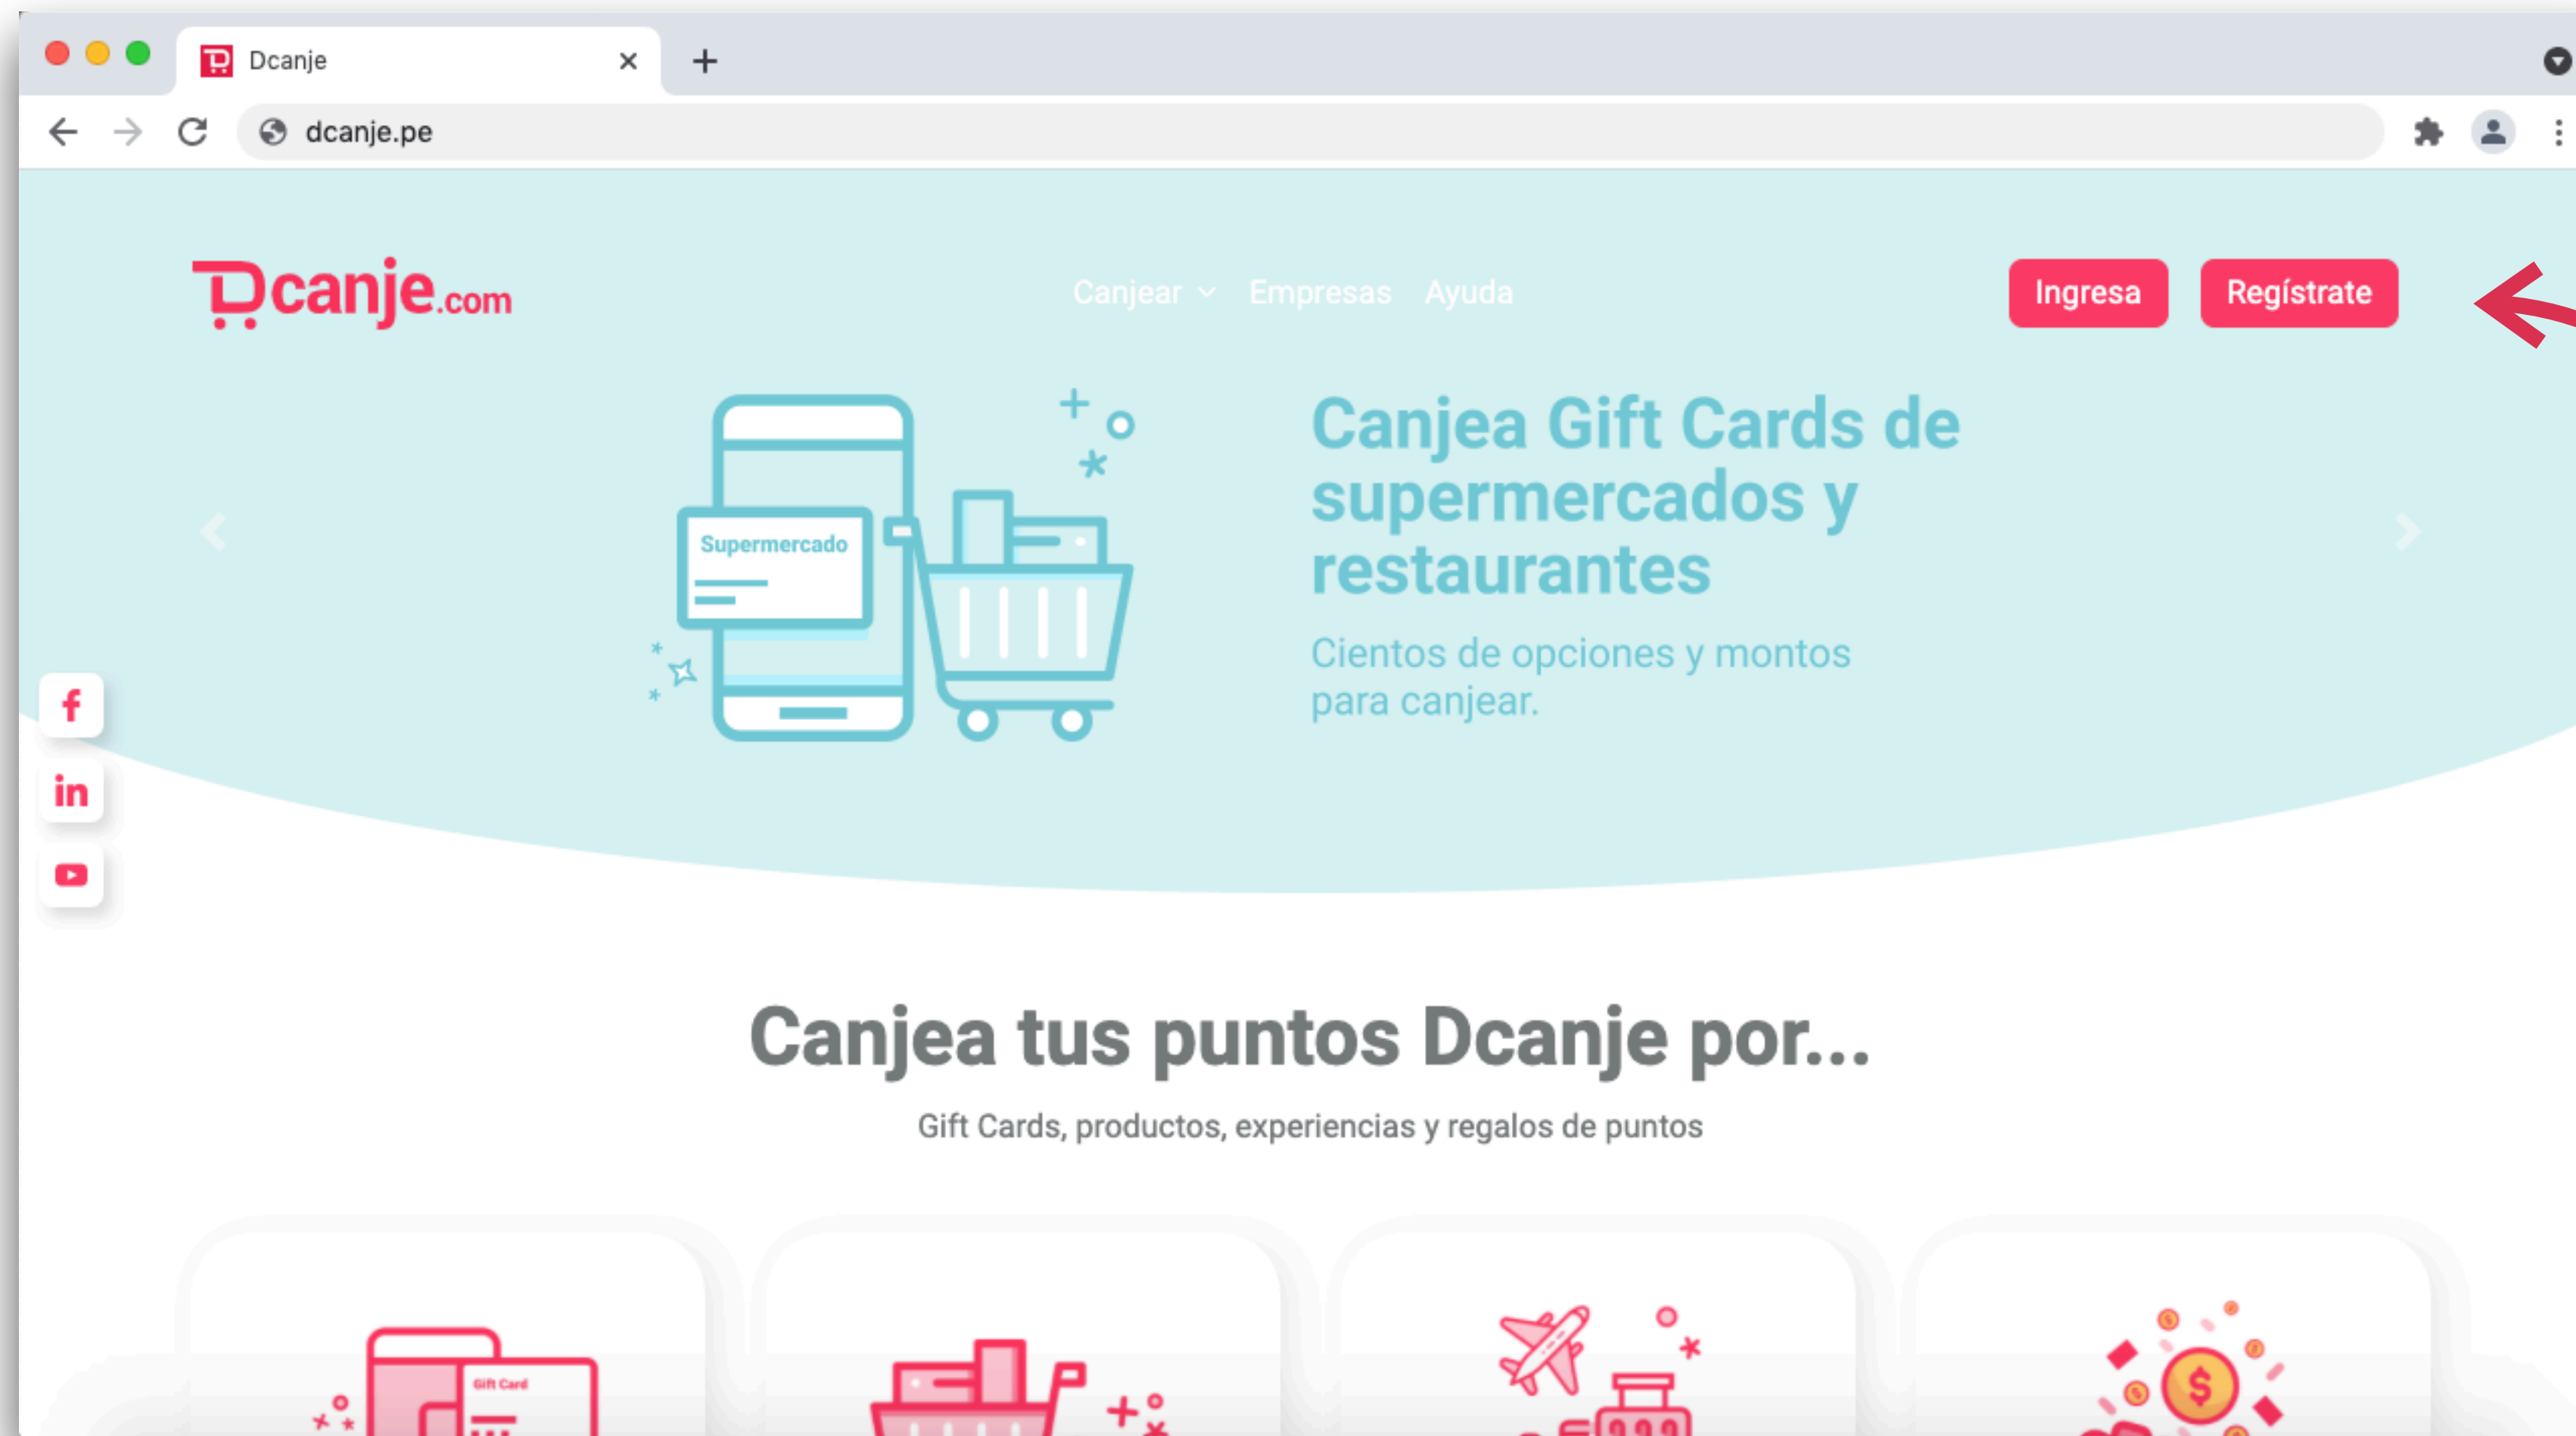 Dcanje
dcanje.pe
Dcanje.com
Canjear Empresas Ayuda
Ingresa Regístrate
Canjea Gift Cards de
supermercados y
restaurantes
Supermercado
Cientos de opciones y montos
para canjear.
f
in
Canjea tus puntos Dcanje por...
Gift Cards, productos, experiencias y regalos de puntos
Gift Card
$